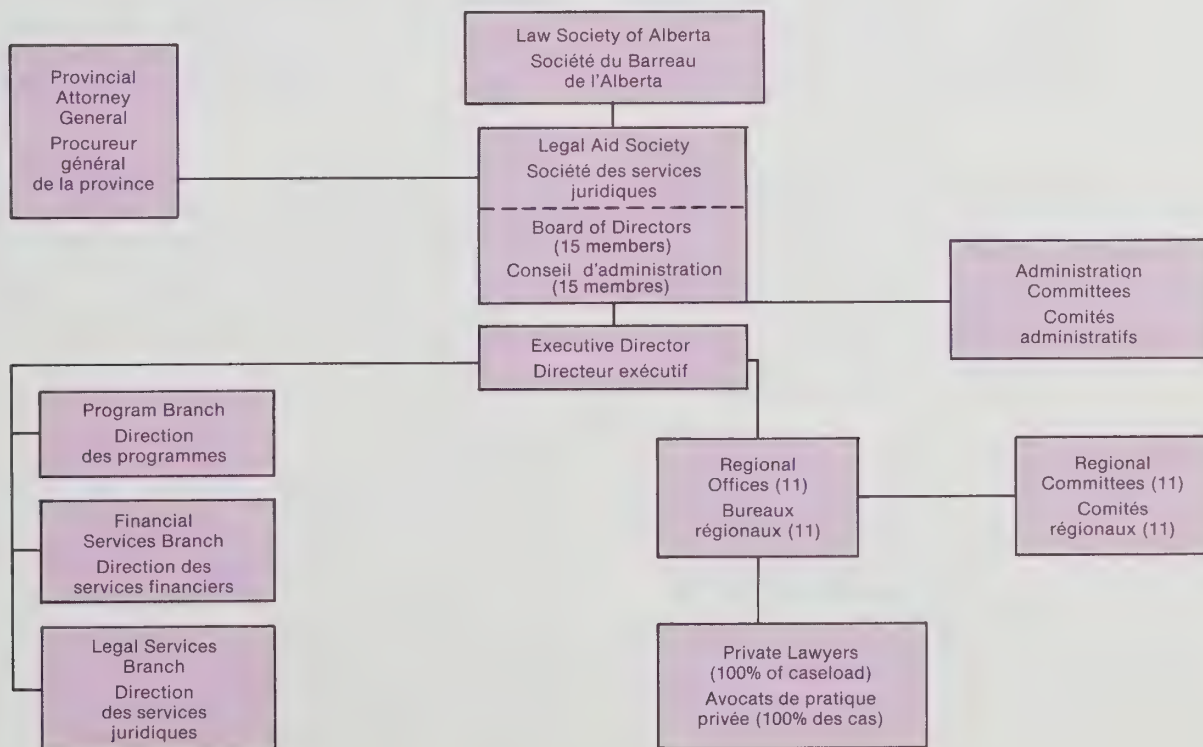 Law Society of Alberta
Société du Barreau
de l'Alberta
Provincial
Attorney
General
Procureur
général
de la province
Legal Aid Society
Société des services
juridiques
Board of Directors
(15 members)
Conseil d'administration
(15 membres)
Administration
Committees
Comités
administratifs
Executive Director
Directeur exécutif
Program Branch
Direction
des programmes
Financial
Services Branch
Direction des
services financiers
Legal Services
Branch
Direction
des services
juridiques
Regional
Offices (11)
Bureaux
régionaux (11)
Regional
Committees (11)
Comités
régionaux (11)
Private Lawyers
(100% of caseload)
Avocats de pratique
privée (100% des cas)